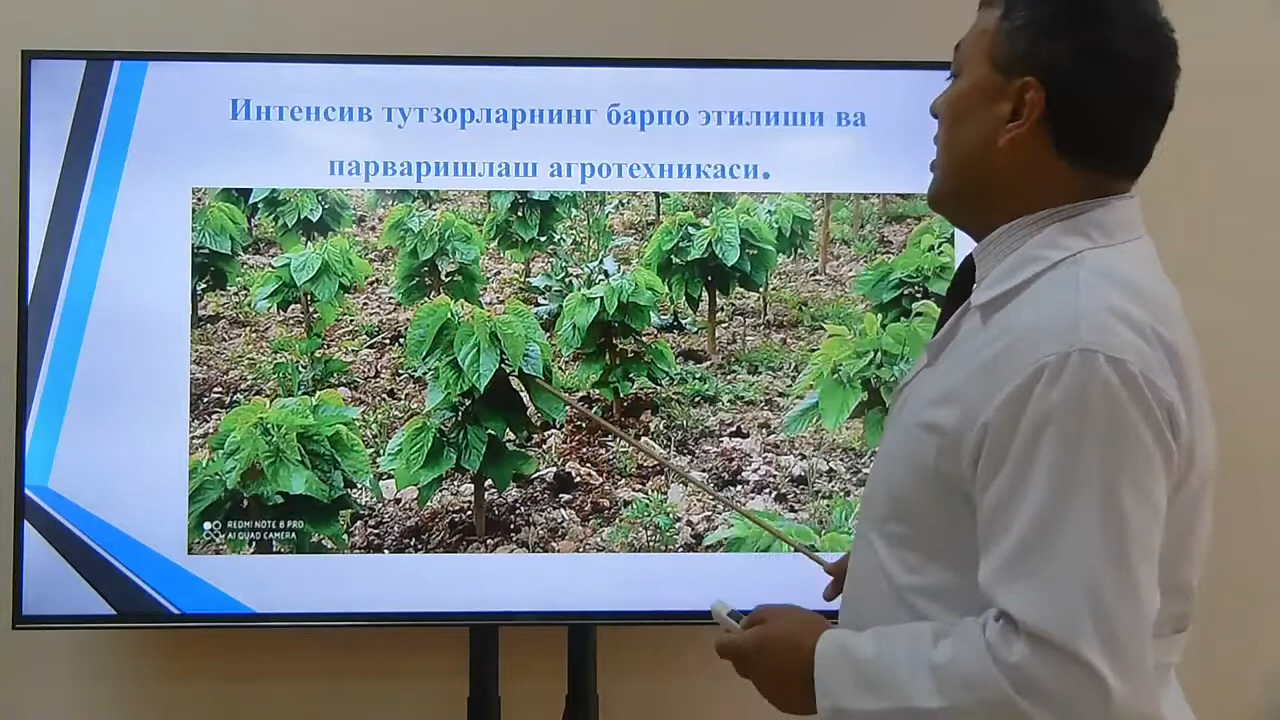 Интенсив тутзорларнинг барпо этилиши ва
парваришлаш агротехникаси.
REDMI NOTE 8 PRO
AI QUAD CAMERA